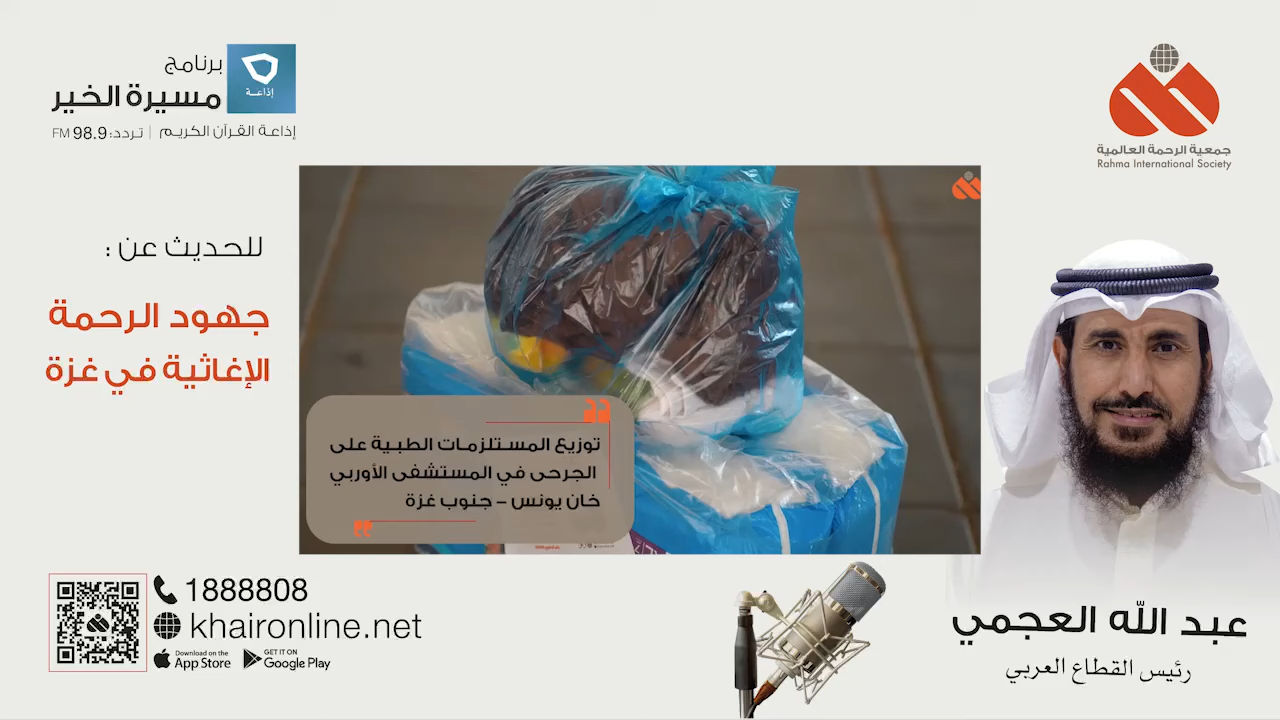 برنامج
مسيرة الخير
إذاعة
إذاعة القرآن الكريم | تردد: 98.9 FM
جمعية الرحمة العالمية
Rahma International Society
للحديث عن :
جهود الرحمة
الإغاثية في غزة
توزيع المستلزمات الطبية على
الجرحى في المستشفى الأوربي
خان يونس - جنوب غزة
عبد الله العجمي
رئيس القطاع العربي
1888808
khaironline.net
Download on the
App Store
GET IT ON
Google Play